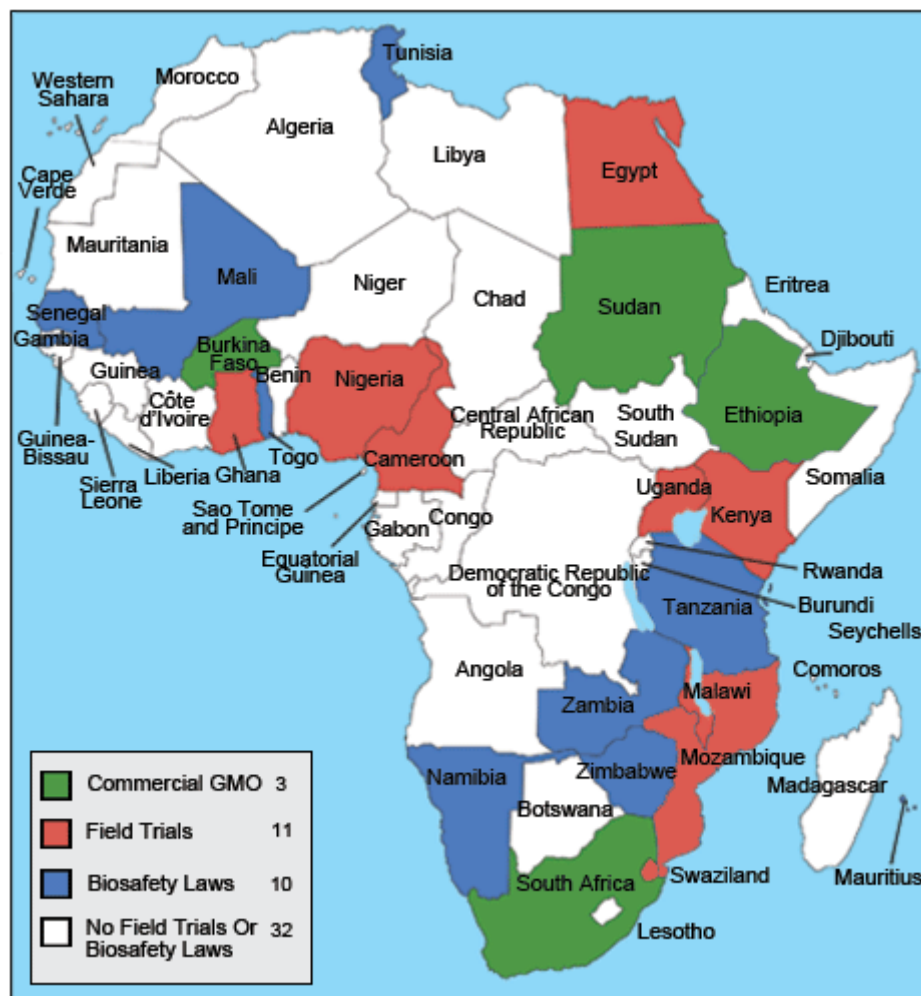 Tunisia
Morocco
Western
Sahara
Algeria
Libya
Egypt
Cape
Verde
Mauritania
Mali
Niger
Chad
Sudan
Eritrea
Senegal
Gambia
Burkina
Faso
Djibouti
Guinea
Benin
Nigeria
Côte
d'Ivoire
Central African
Republic
South
Sudan
Ethiopia
Guinea-
Bissau
Sierra
Leone
Liberia
Ghana
Togo
Cameroon
Somalia
Sao Tome
and Principe
Uganda
Kenya
Equatorial
Guinea
Gabon
Congo
Democratic Republic
of the Congo
Rwanda
Tanzania
Burundi
Seychells
Angola
Comoros
Zambia
Malawi
Mozambique
Namibia
Zimbabwe
Madagascar
Botswana
South Africa
Swaziland
Mauritius
Lesotho
Commercial GMO 3
Field Trials 11
Biosafety Laws 10
No Field Trials Or 32
Biosafety Laws